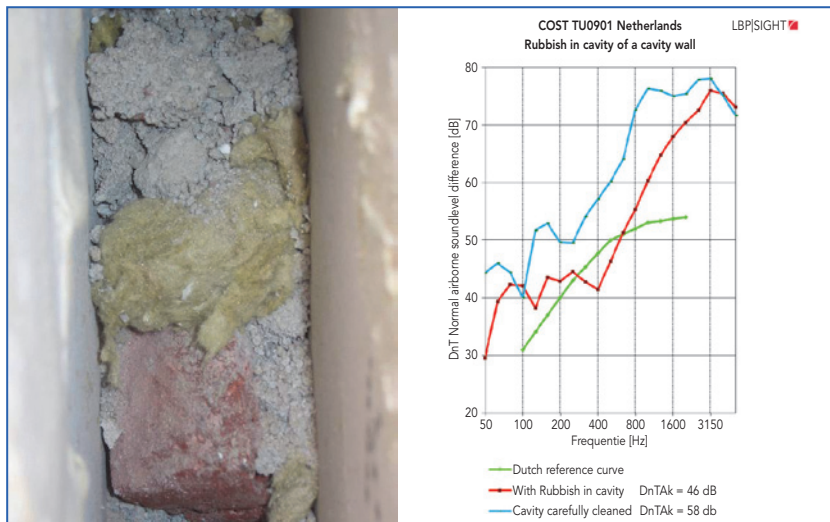 COST TU0901 Netherlands
Rubbish in cavity of a cavity wall
LBP|SIGHT
DnT Normal airborne soundlevel difference [dB]
80
70
60
50
40
30
20
50 100 200 400 800 1600 3150
Frequentie [Hz]
Dutch reference curve
With Rubbish in cavity DnTAk = 46 dB
Cavity carefully cleaned DnTAk = 58 db